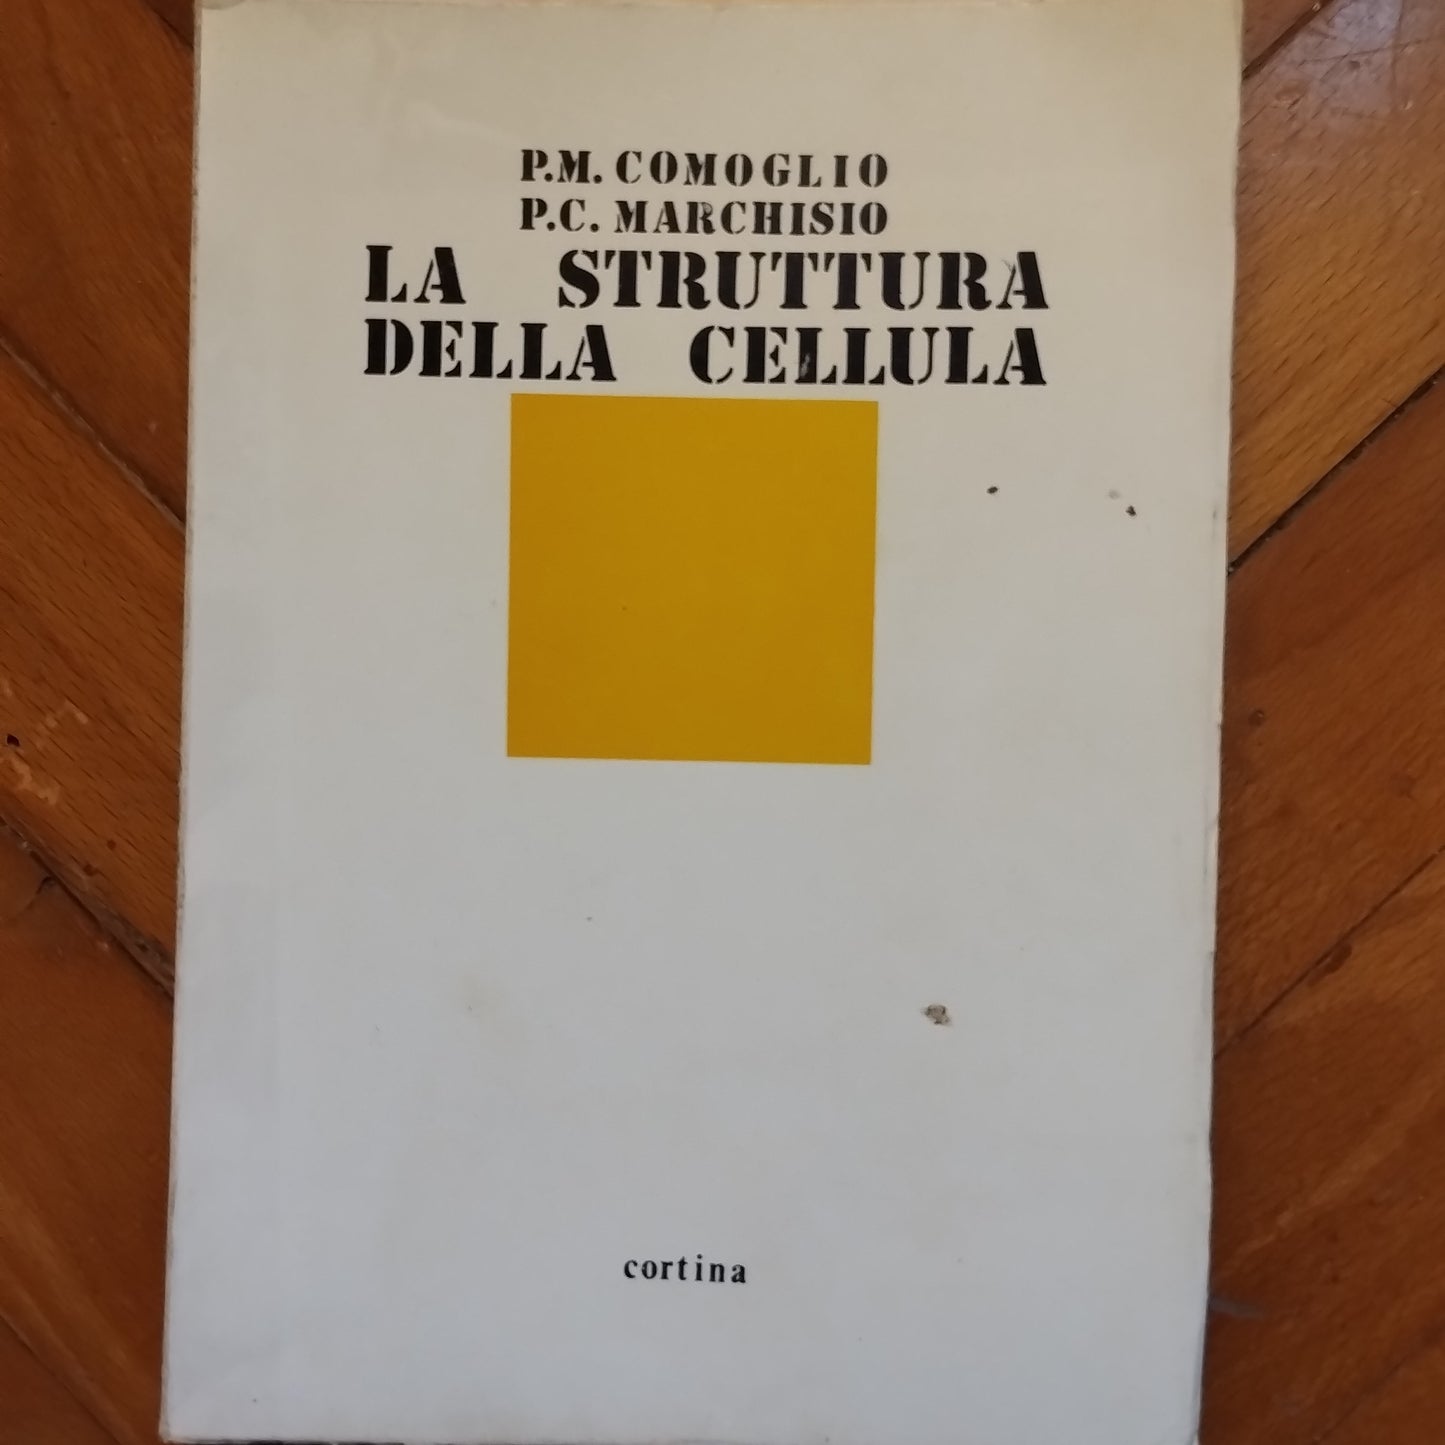 P.M. COMOGLIO
P.C. MARCHISIO
LA STRUTTURA
DELLA CELLULA
cortina